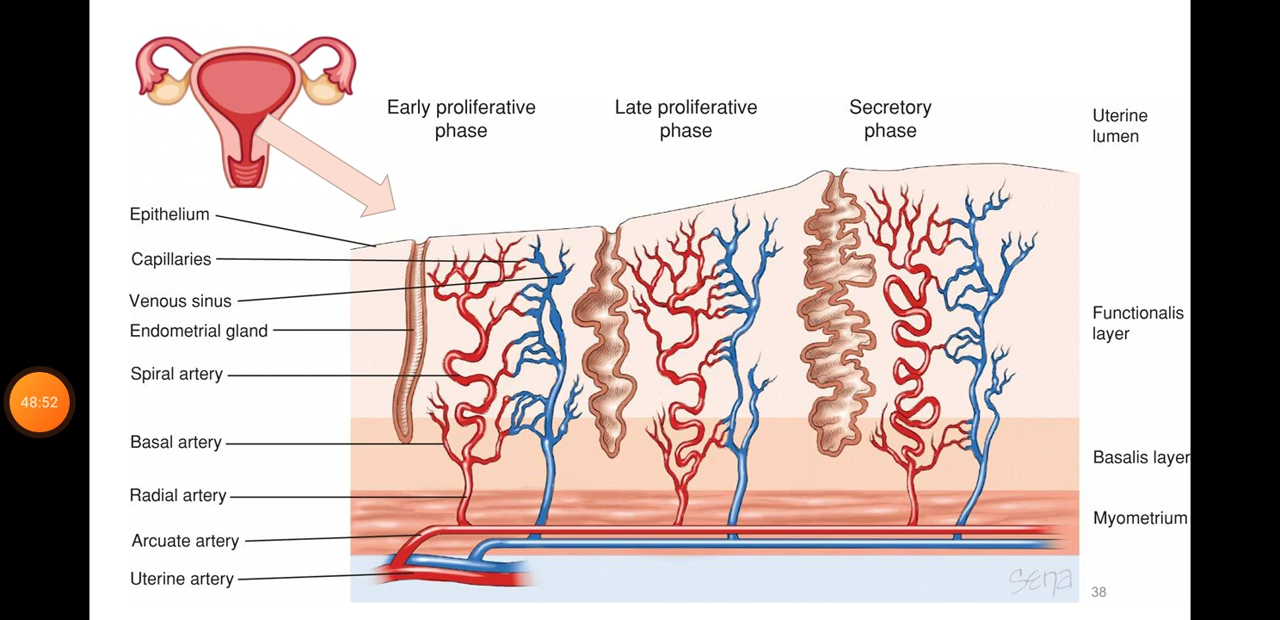 Early proliferative
phase
Late proliferative
phase
Secretory
phase
Uterine
lumen
Epithelium
Capillaries
Venous sinus
Endometrial gland
Spiral artery
Basal artery
Radial artery
Arcuate artery
Uterine artery
Functionalis
layer
Basalis layer
Myometrium
Sena
38
48:52